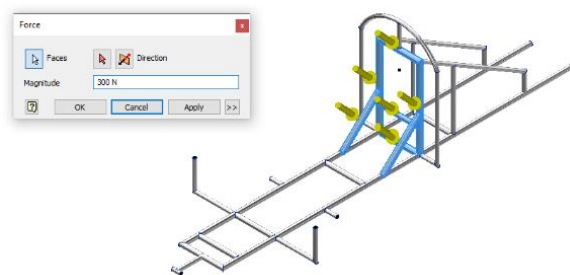 Force
x
Faces
Direction
Magnitude
300 N
?
OK
Cancel
Apply
>>